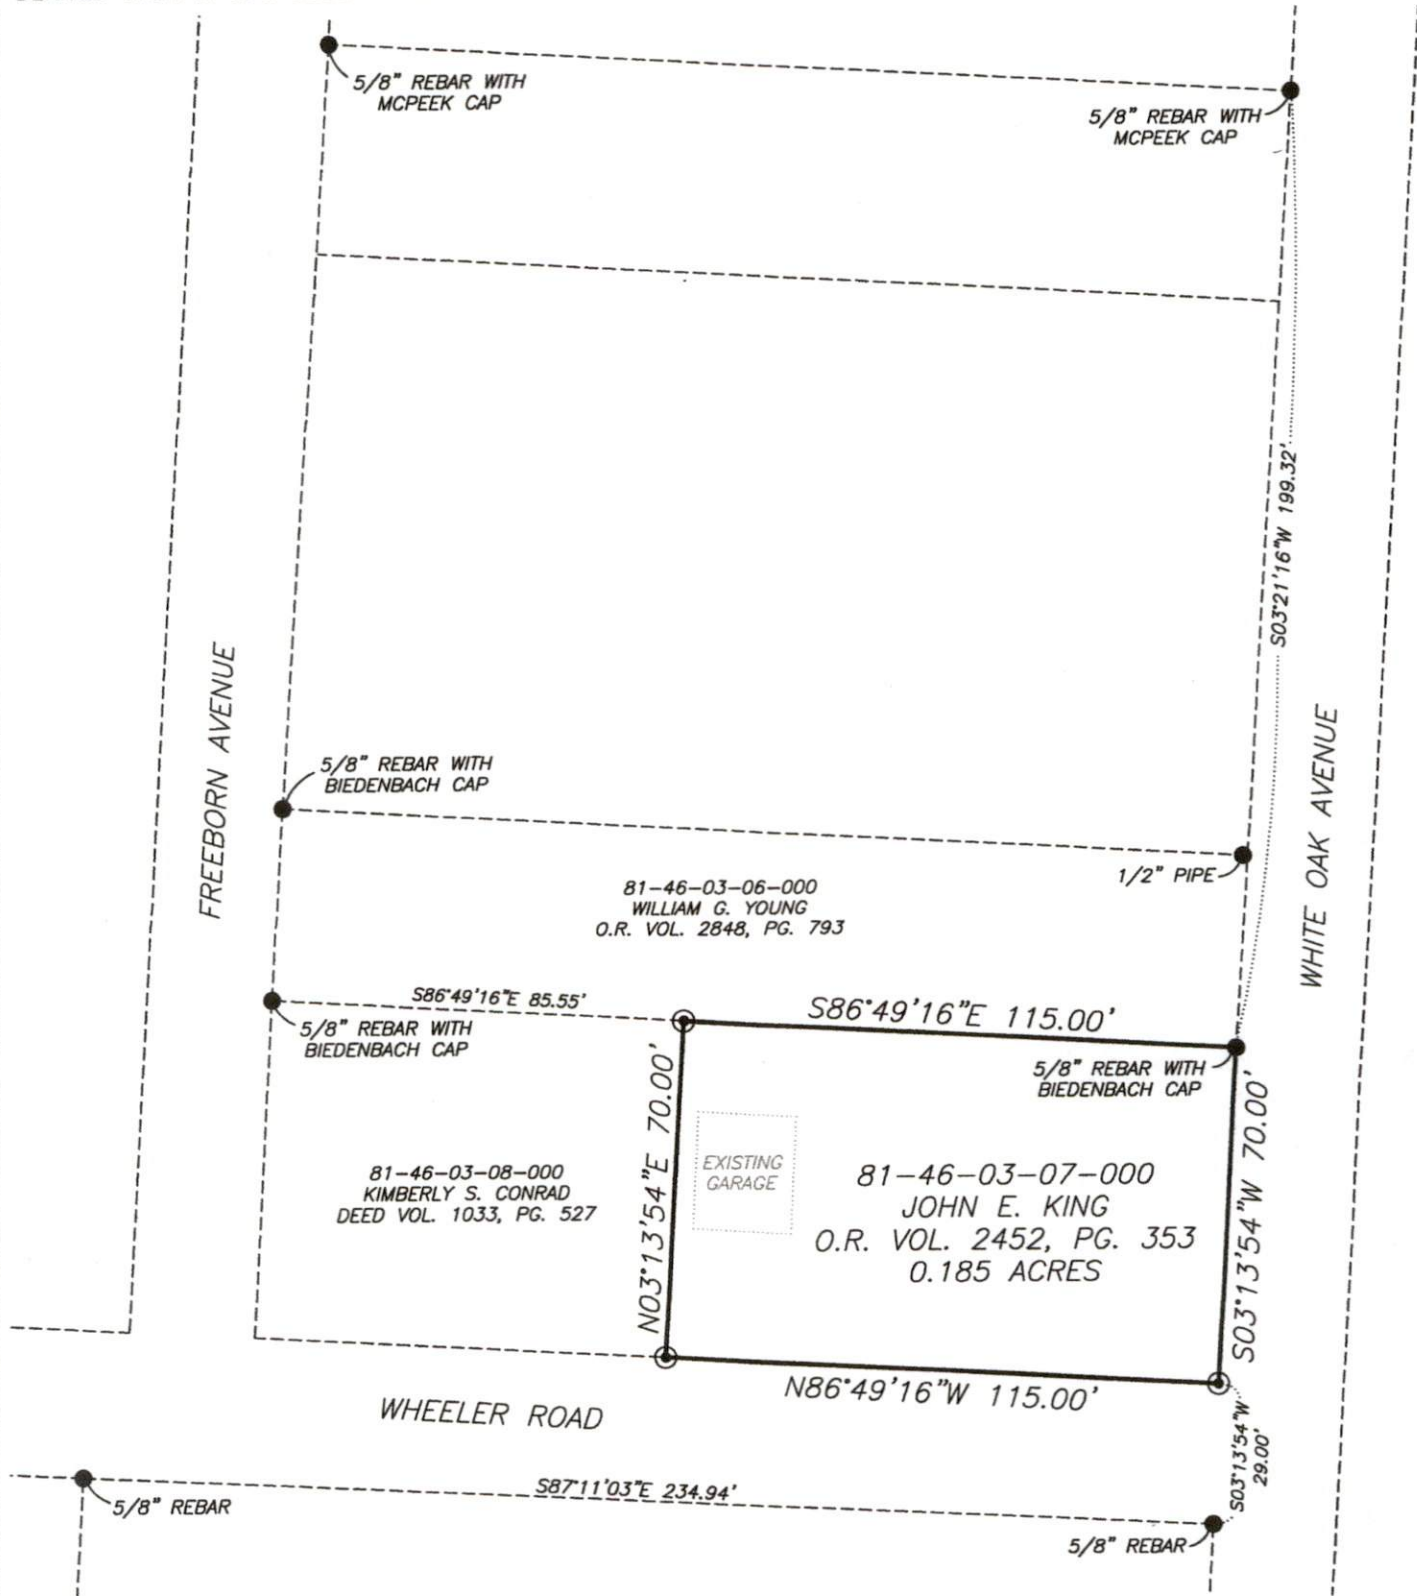 5/8" REBAR WITH
MCPEEK CAP
5/8" REBAR WITH
MCPEEK CAP
S03°21'16"W 199.32'
FREEBORN AVENUE
WHITE OAK AVENUE
5/8" REBAR WITH
BIEDENBACH CAP
1/2" PIPE
81-46-03-06-000
WILLIAM G. YOUNG
O.R. VOL. 2848, PG. 793
S86°49'16"E 85.55'
S86°49'16"E 115.00'
5/8" REBAR WITH
BIEDENBACH CAP
5/8" REBAR WITH
BIEDENBACH CAP
N03°13'54"E 70.00'
S03°13'54"W 70.00'
EXISTING
GARAGE
81-46-03-08-000
KIMBERLY S. CONRAD
DEED VOL. 1033, PG. 527
81-46-03-07-000
JOHN E. KING
O.R. VOL. 2452, PG. 353
0.185 ACRES
N86°49'16"W 115.00'
WHEELER ROAD
S03°13'54"W
29.00'
S87°11'03"E 234.94'
5/8" REBAR
5/8" REBAR